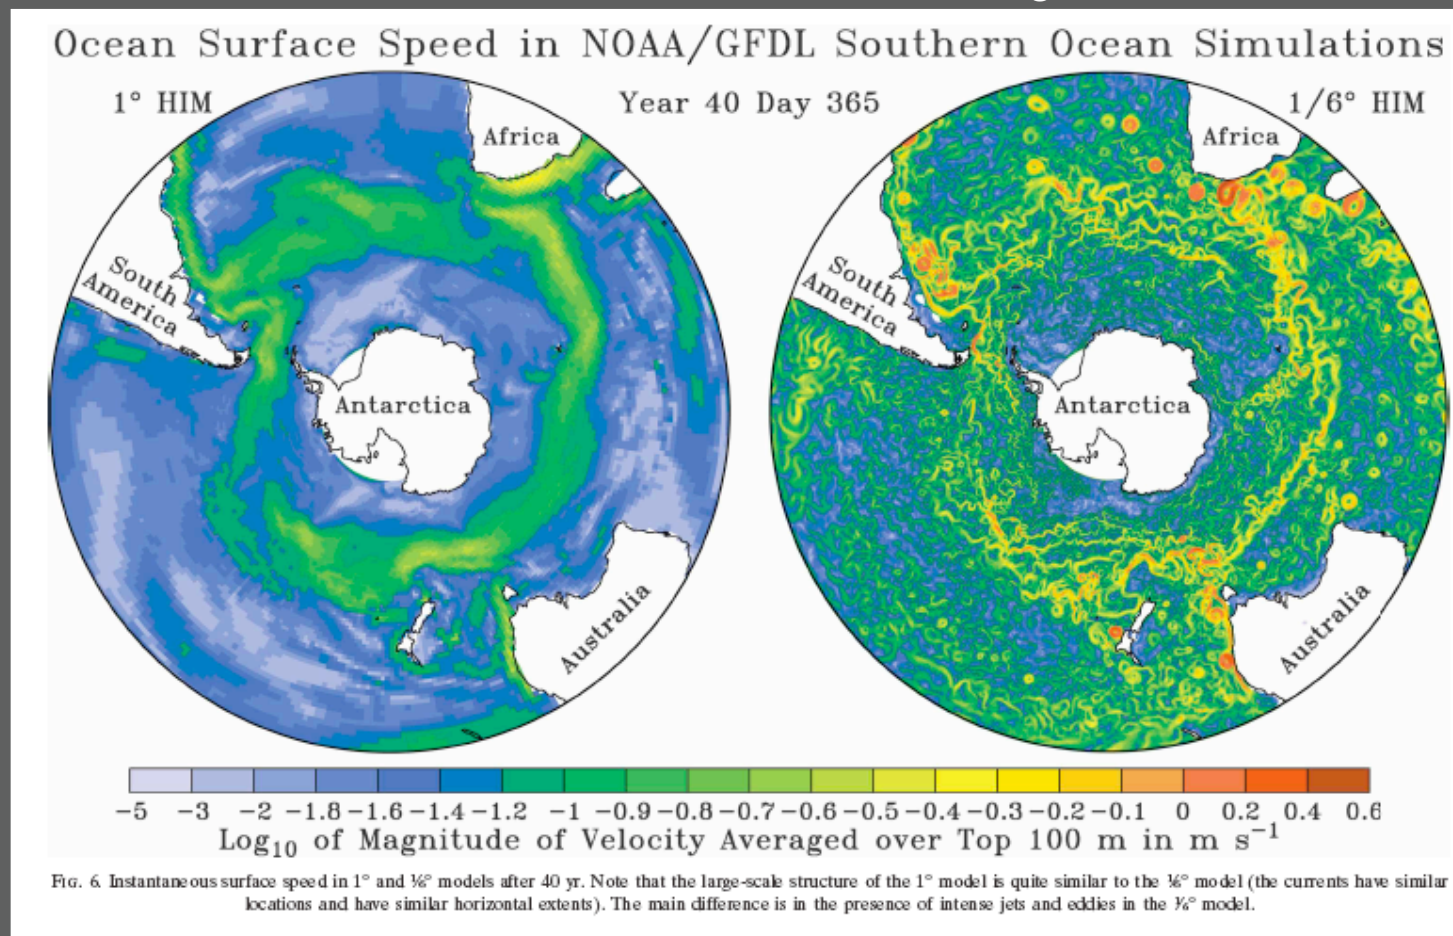 Ocean Surface Speed in NOAA/GFDL Southern Ocean Simulations
1° HIM
Year 40 Day 365
1/6° HIM
Africa
Africa
South
America
South
America
Antarctica
Antarctica
Australia
Australia
−5 −3 −2 −1.8 −1.6 −1.4 −1.2 −1 −0.9 −0.8 −0.7 −0.6 −0.5 −0.4 −0.3 −0.2 −0.1 0 0.2 0.4 0.6
Log₁₀ of Magnitude of Velocity Averaged over Top 100 m in m s⁻¹
FIG. 6. Instantaneous surface speed in 1° and ⅙° models after 40 yr. Note that the large-scale structure of the 1° model is quite similar to the ⅙° model (the currents have similar
locations and have similar horizontal extents). The main difference is in the presence of intense jets and eddies in the ⅙° model.